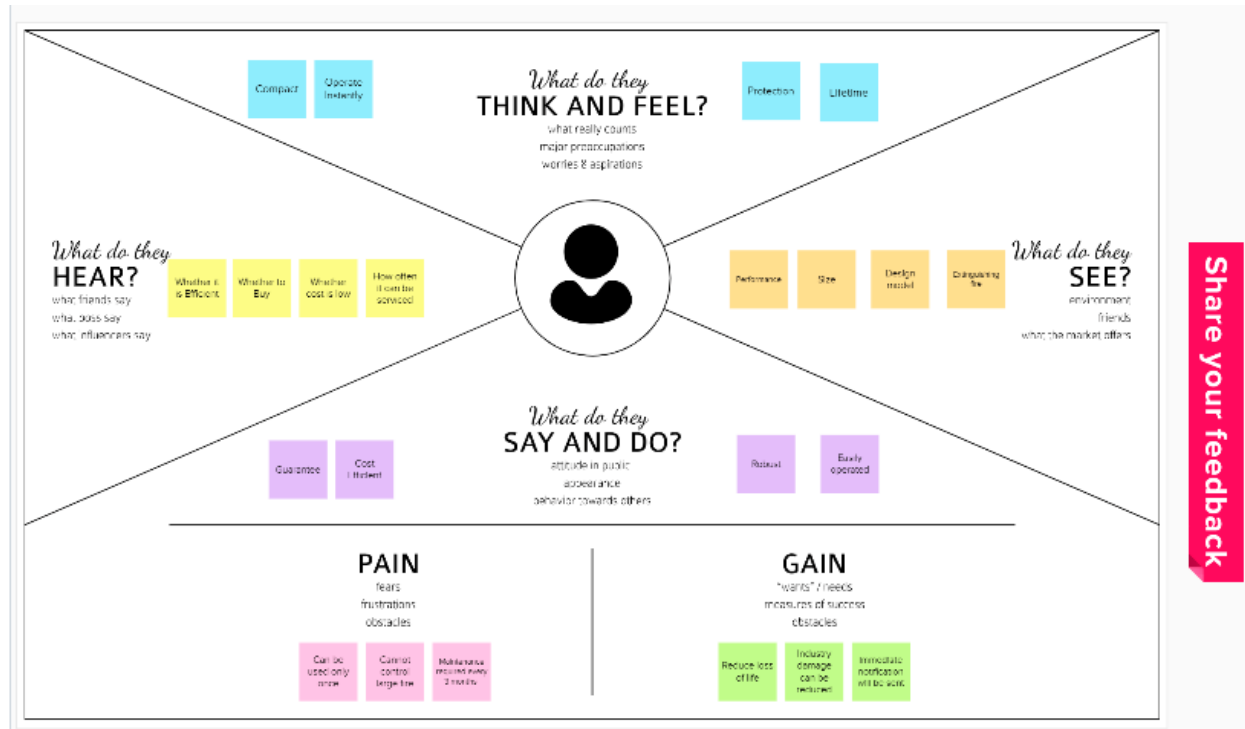 Compact
Operate
Instantly
What do they
THINK AND FEEL?
what really counts
major preoccupations
worries & aspirations
Protection
Lifetime
What do they
HEAR?
what friends say
what boss say
what influencers say
Whether it
is Efficient
Whether to
Buy
Whether
cost is low
How often
it can be
serviced
Performance
Size
Design
model
Extinguishing
fire
What do they
SEE?
environment
friends
what the market offers
Guarantee
Cost
Efficient
What do they
SAY AND DO?
attitude in public
appearance
behavior towards others
Robust
Easily
operated
PAIN
fears
frustrations
obstacles
Can be
used only
once
Cannot
control
large fire
Maintenance
required every
months
GAIN
"wants" / needs
measures of success
obstacles
Reduce loss
of life
Industry
damage
can be
reduced
Immediate
notification
will be sent
Share your feedback